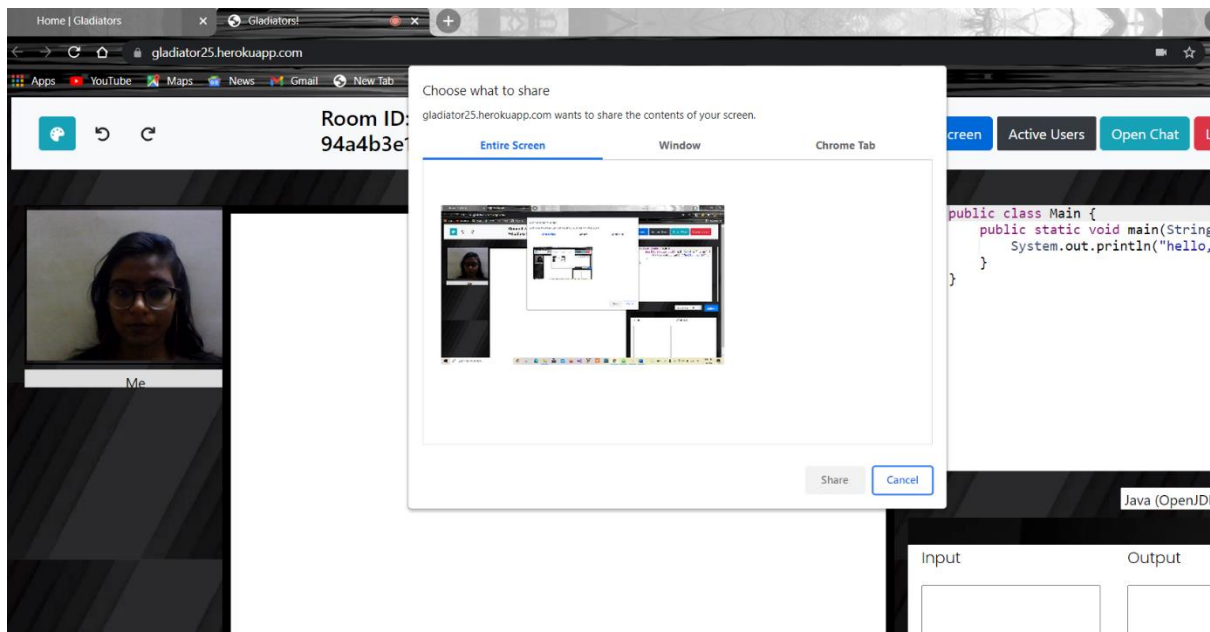 Home | Gladiators
Gladiators!
gladiator25.herokuapp.com
Apps YouTube Maps News Gmail New Tab
Choose what to share
gladiator25.herokuapp.com wants to share the contents of your screen.
Entire Screen Window Chrome Tab
Room ID:
94a4b3e1
creen Active Users Open Chat L
Me
public class Main {
public static void main(String
System.out.println("hello,
}
}
Share Cancel
Java (OpenJD
Input Output